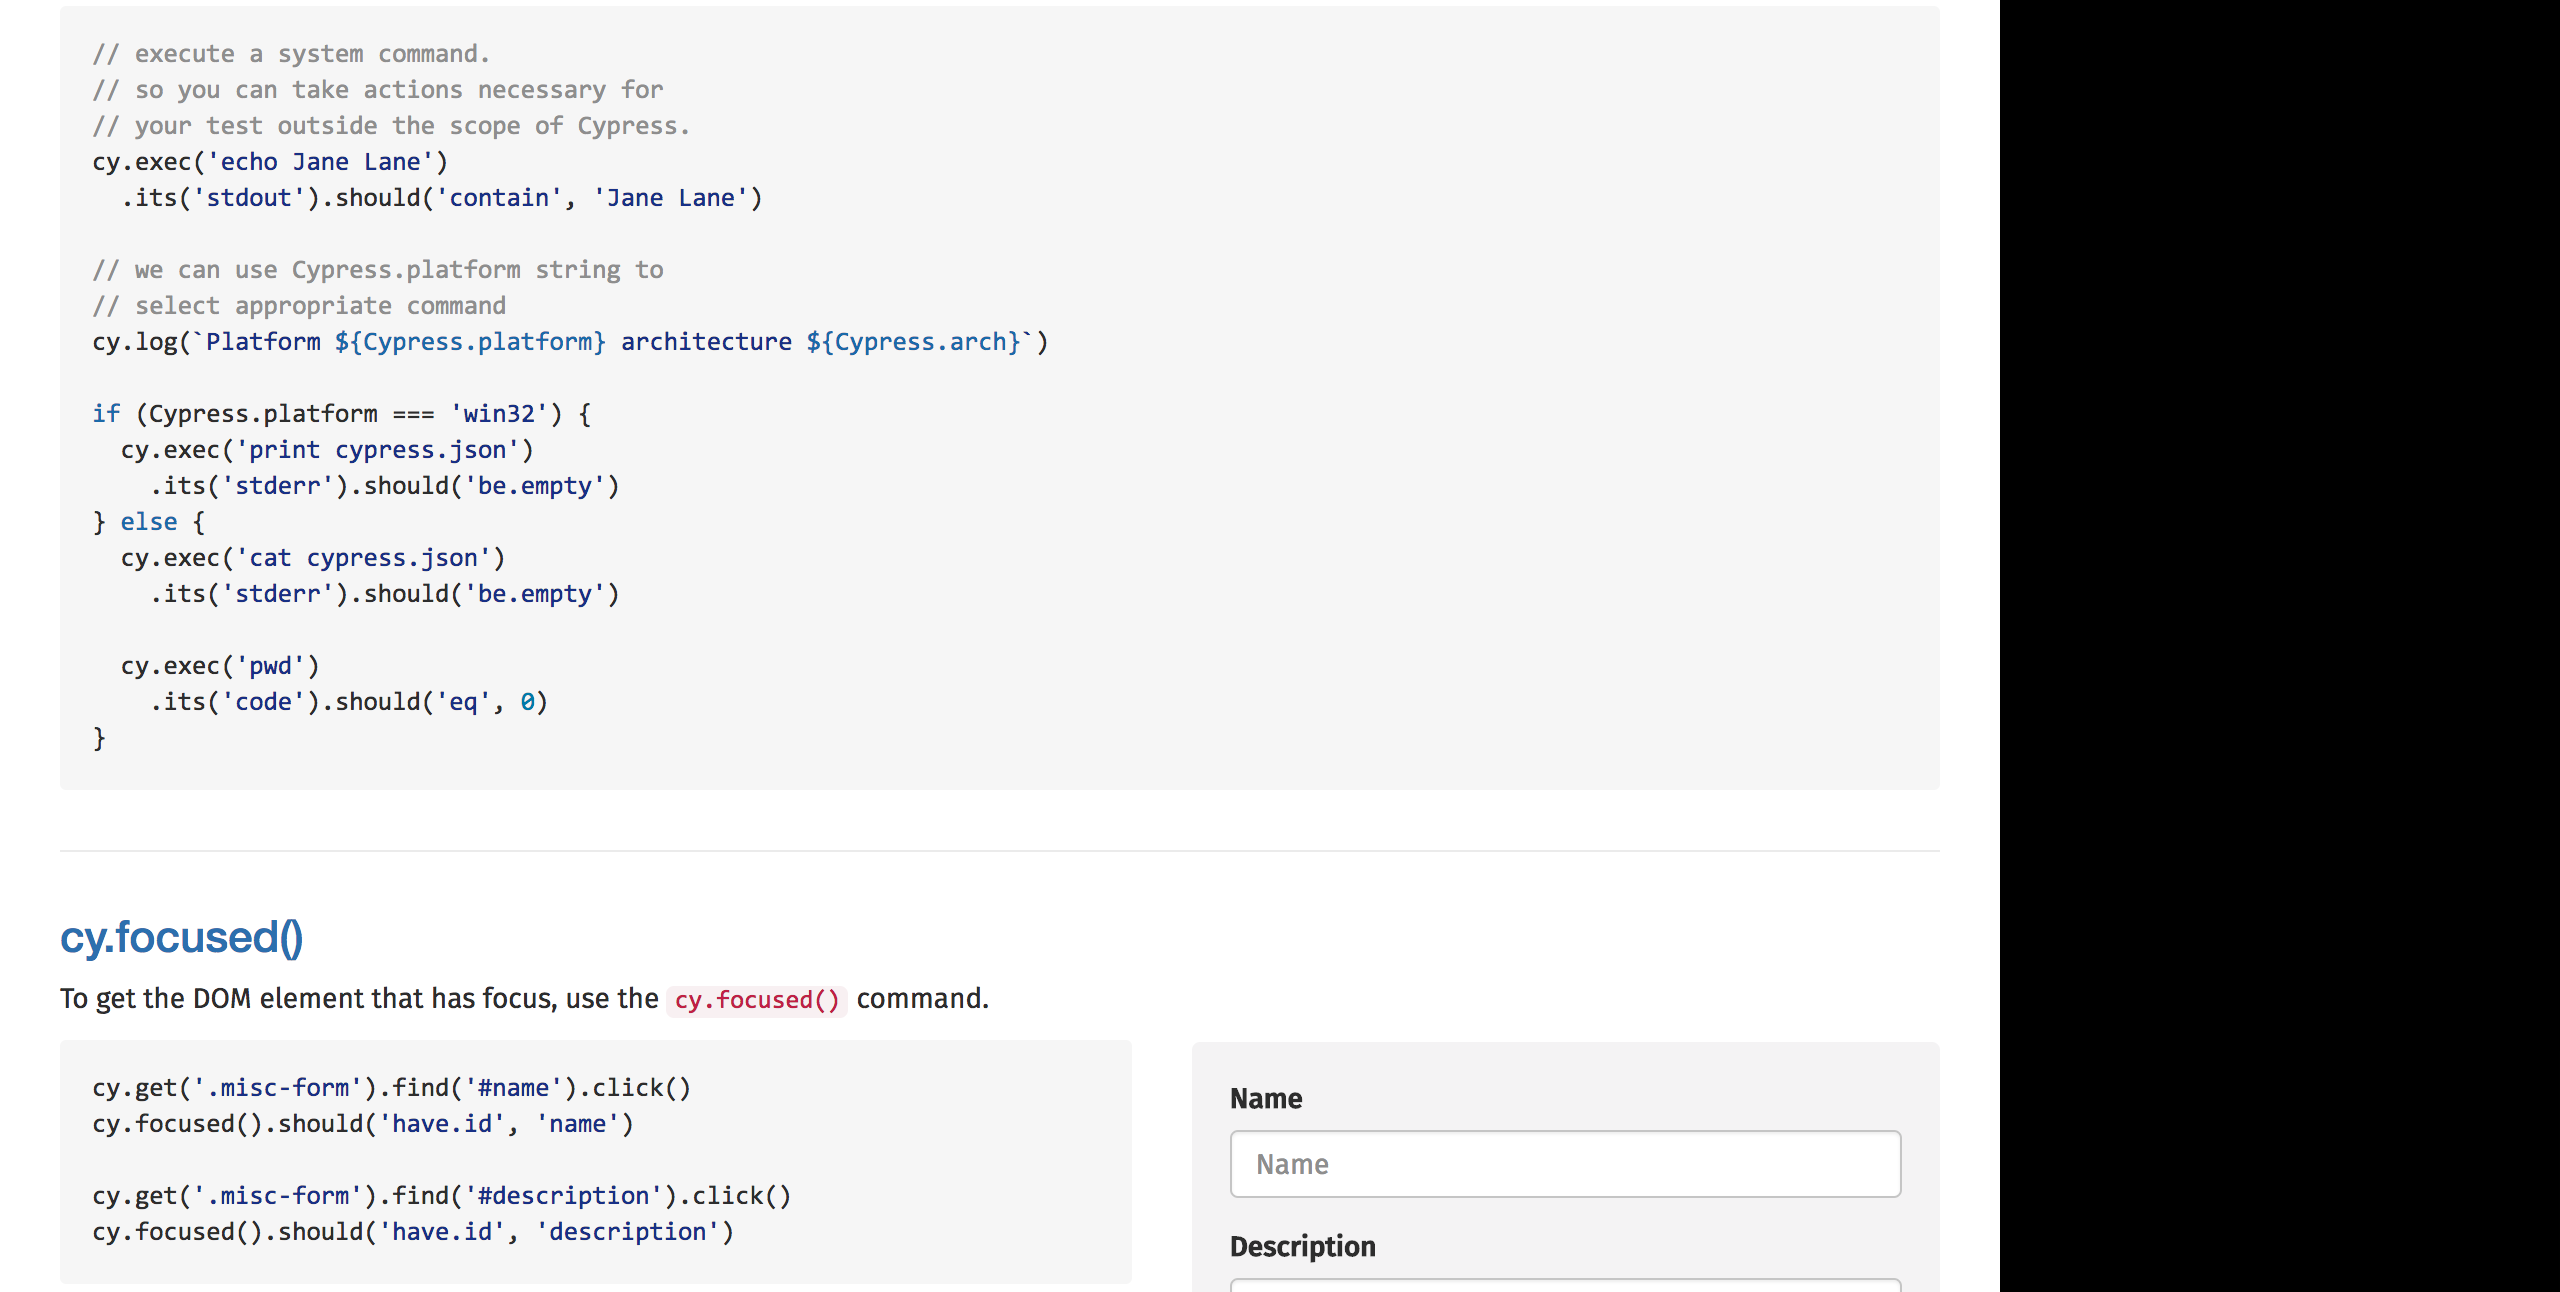 // execute a system command.
// so you can take actions necessary for
// your test outside the scope of Cypress.
cy.exec('echo Jane Lane')
  .its('stdout').should('contain', 'Jane Lane')

// we can use Cypress.platform string to
// select appropriate command
cy.log(`Platform ${Cypress.platform} architecture ${Cypress.arch}`)

if (Cypress.platform === 'win32') {
  cy.exec('print cypress.json')
    .its('stderr').should('be.empty')
} else {
  cy.exec('cat cypress.json')
    .its('stderr').should('be.empty')

  cy.exec('pwd')
    .its('code').should('eq', 0)
}

cy.focused()
To get the DOM element that has focus, use the cy.focused() command.

cy.get('.misc-form').find('#name').click()
cy.focused().should('have.id', 'name')

cy.get('.misc-form').find('#description').click()
cy.focused().should('have.id', 'description')

Name
Name
Description